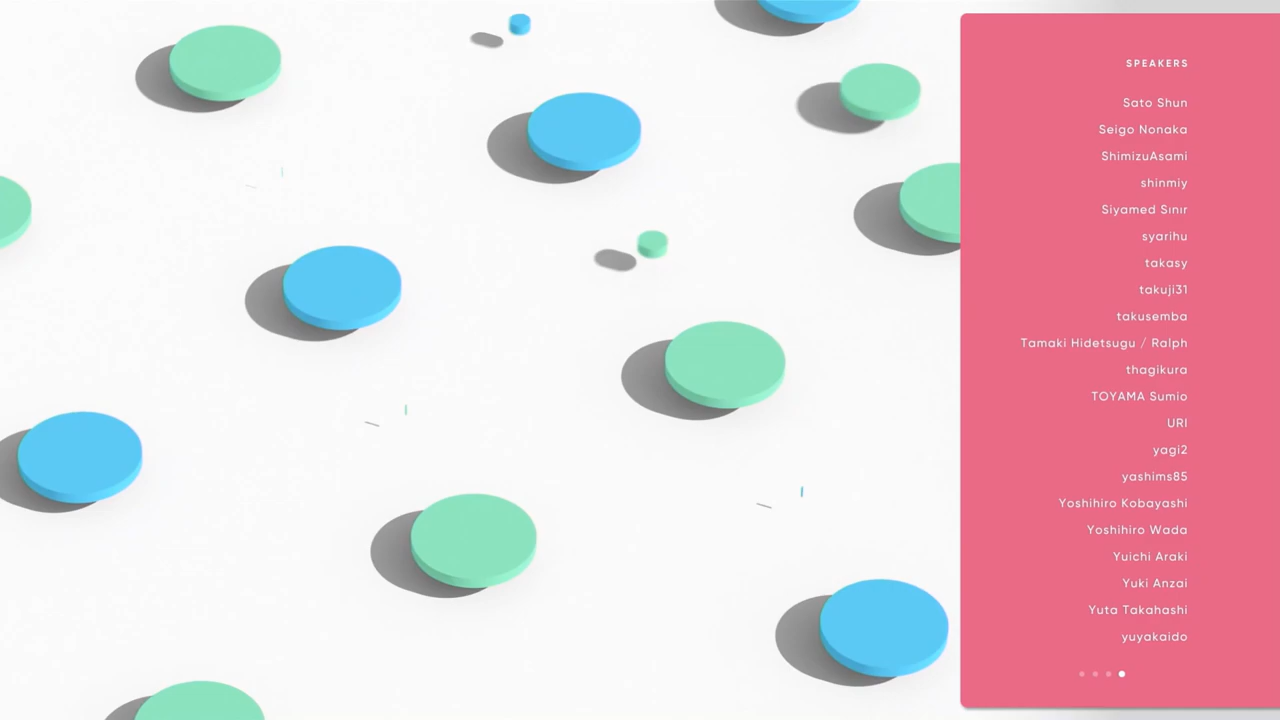 SPEAKERS
Sato Shun
Seigo Nonaka
ShimizuAsami
shinmiy
Siyamed Sınır
syarihu
takasy
takuji31
takusemba
Tamaki Hidetsugu / Ralph
thagikura
TOYAMA Sumio
URI
yagi2
yashims85
Yoshihiro Kobayashi
Yoshihiro Wada
Yuichi Araki
Yuki Anzai
Yuta Takahashi
yuyakaido